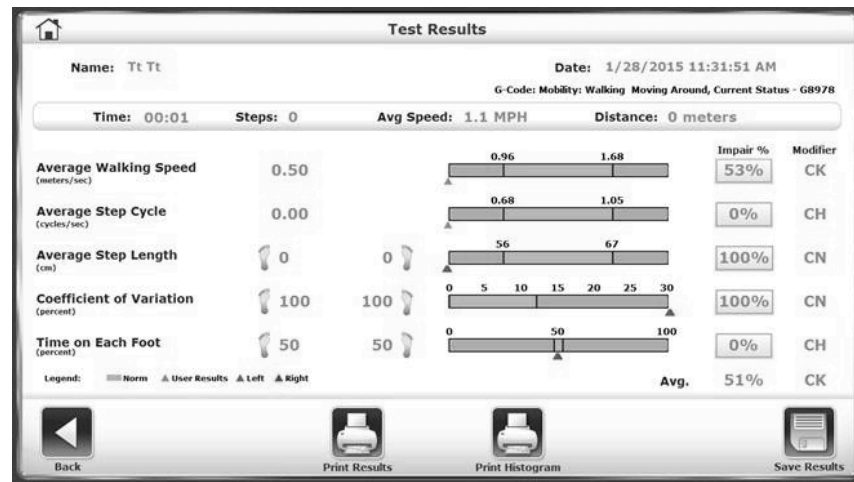 Test Results
Name: Tt Tt
Date: 1/28/2015 11:31:51 AM
G-Code: Mobility: Walking Moving Around, Current Status - G8978
Time: 00:01 Steps: 0 Avg Speed: 1.1 MPH Distance: 0 meters
Impair % Modifier
0.96 1.68
Average Walking Speed 0.50 53% CK
(meters/sec)
0.68 1.05
Average Step Cycle 0.00 0% CH
(cycles/sec)
56 67
Average Step Length 0 0 100% CN
(cm)
0 5 10 15 20 25 30
Coefficient of Variation 100 100 100% CN
(percent)
0 50 100
Time on Each Foot 50 50 0% CH
(percent)
Legend: Norm User Results Left Right Avg. 51% CK
Back Print Results Print Histogram Save Results